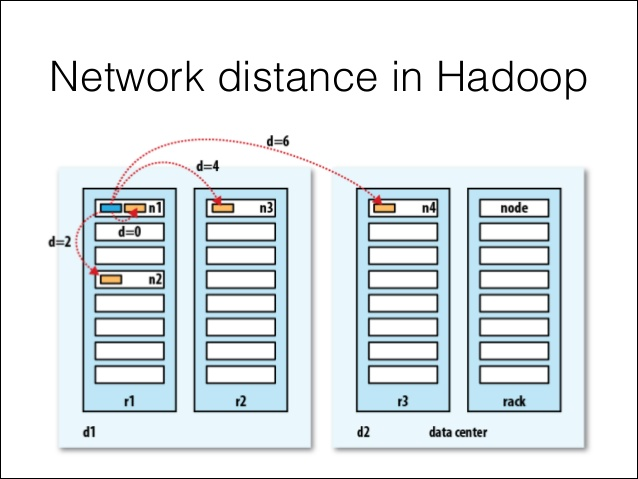 Network distance in Hadoop
d=6
d=4
n1
n3
n4
node
d=0
d=2
n2
r1
r2
r3
rack
d1
d2
data center